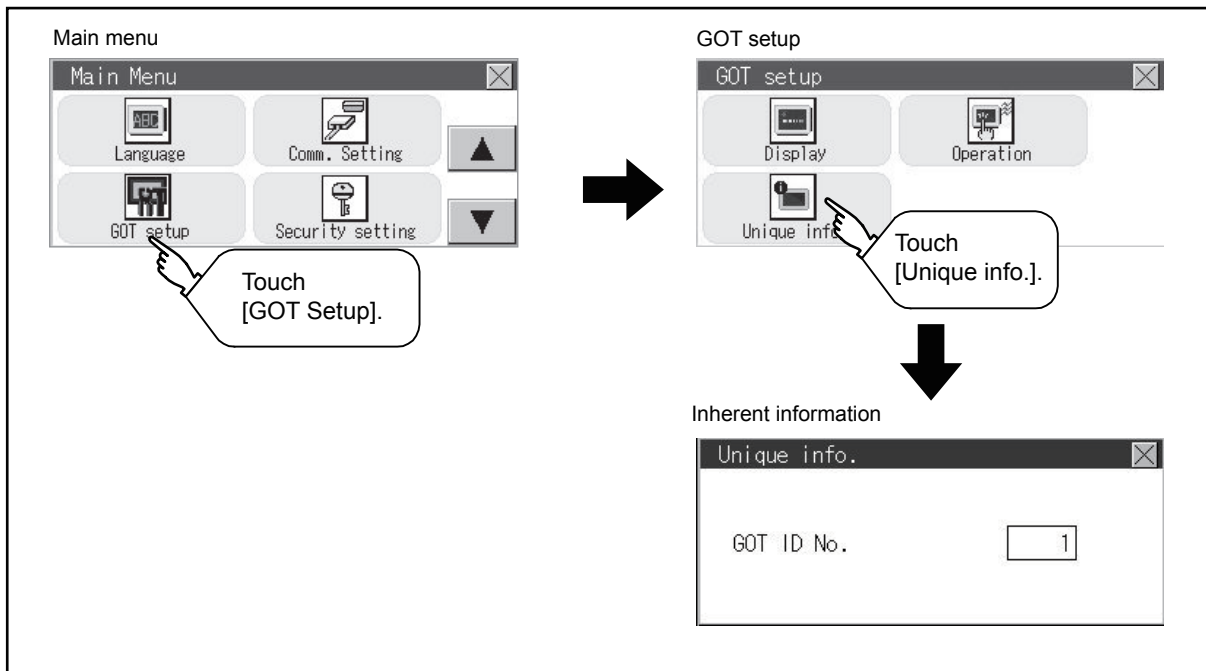 Main menu
Main Menu
Language
Comm. Setting
GOT setup
Security setting
Touch
[GOT Setup].
GOT setup
GOT setup
Display
Operation
Unique info
Touch
[Unique info.].
Inherent information
Unique info.
GOT ID No.
1